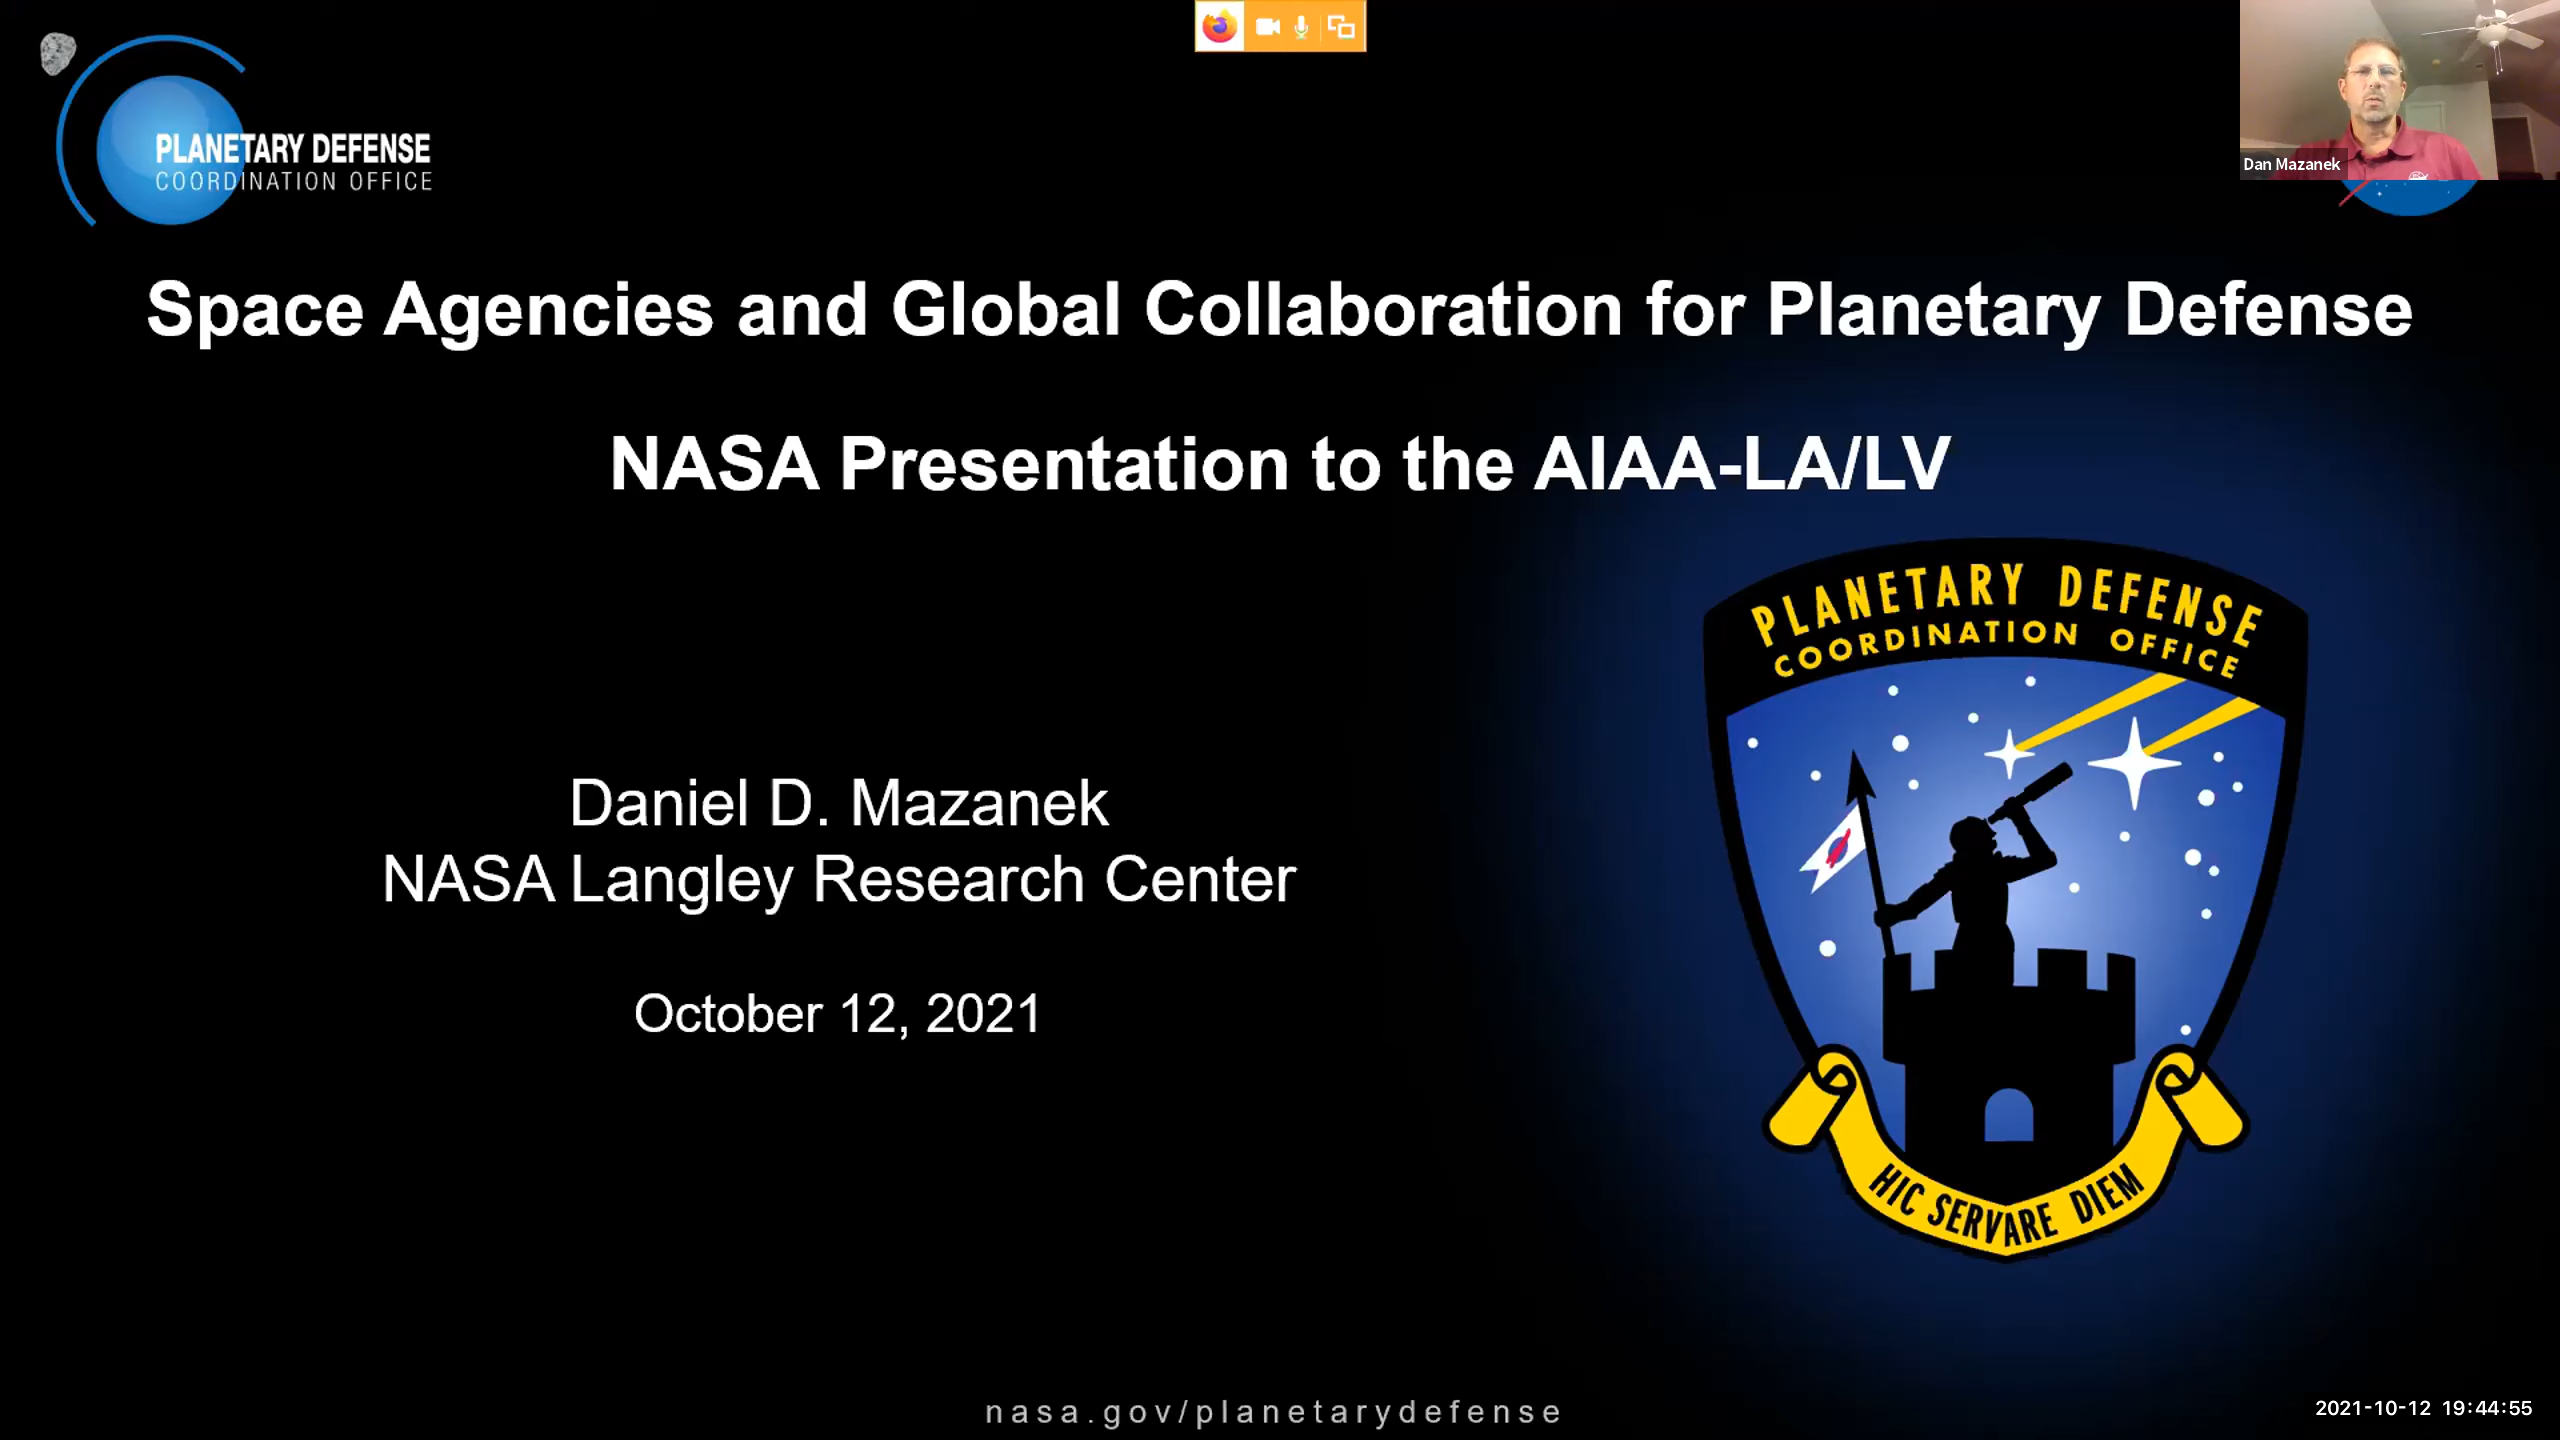 PLANETARY DEFENSE
COORDINATION OFFICE
Dan Mazanek
Space Agencies and Global Collaboration for Planetary Defense
NASA Presentation to the AIAA-LA/LV
PLANETARY DEFENSE
COORDINATION OFFICE
Daniel D. Mazanek
NASA Langley Research Center
October 12, 2021
HIC SERVARE DIEM
nasa.gov/planetarydefense
2021-10-12 19:44:55